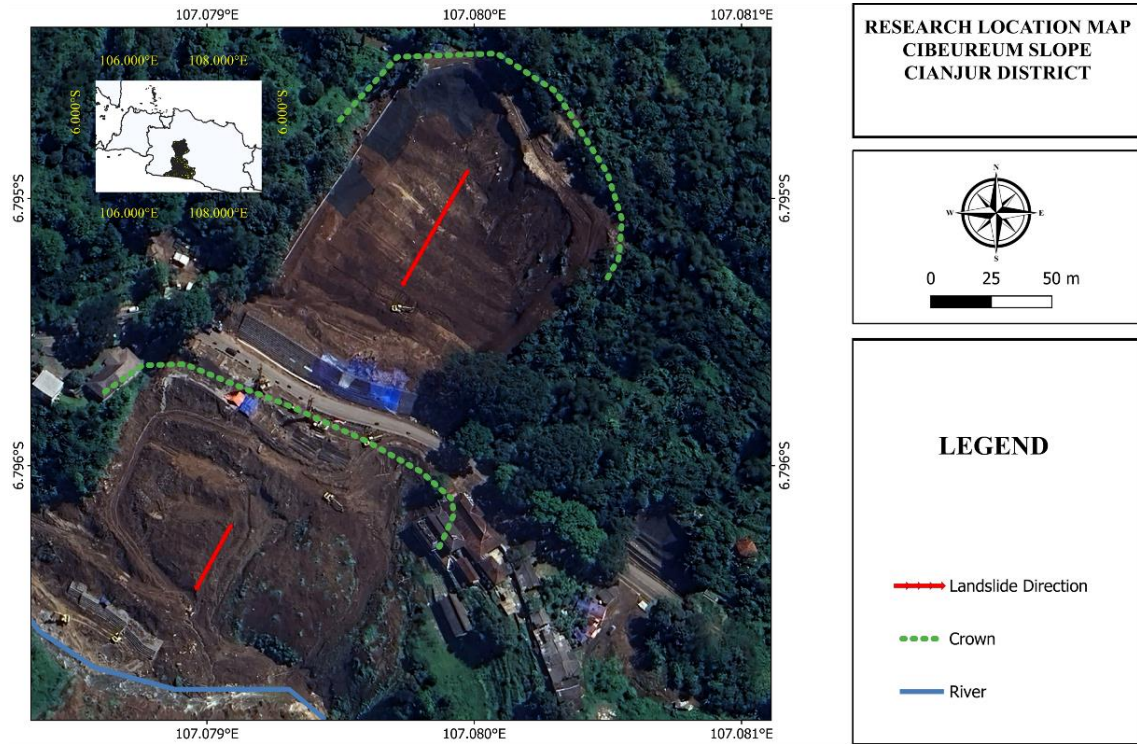 107.079°E 107.080°E 107.081°E
106.000°E 108.000°E
6.000°S 6.000°S
106.000°E 108.000°E
6.795°S 6.795°S
6.796°S 6.796°S
107.079°E 107.080°E 107.081°E
RESEARCH LOCATION MAP
CIBEUREUM SLOPE
CIANJUR DISTRICT
N
W E
S
0 25 50 m
LEGEND
Landslide Direction
Crown
River